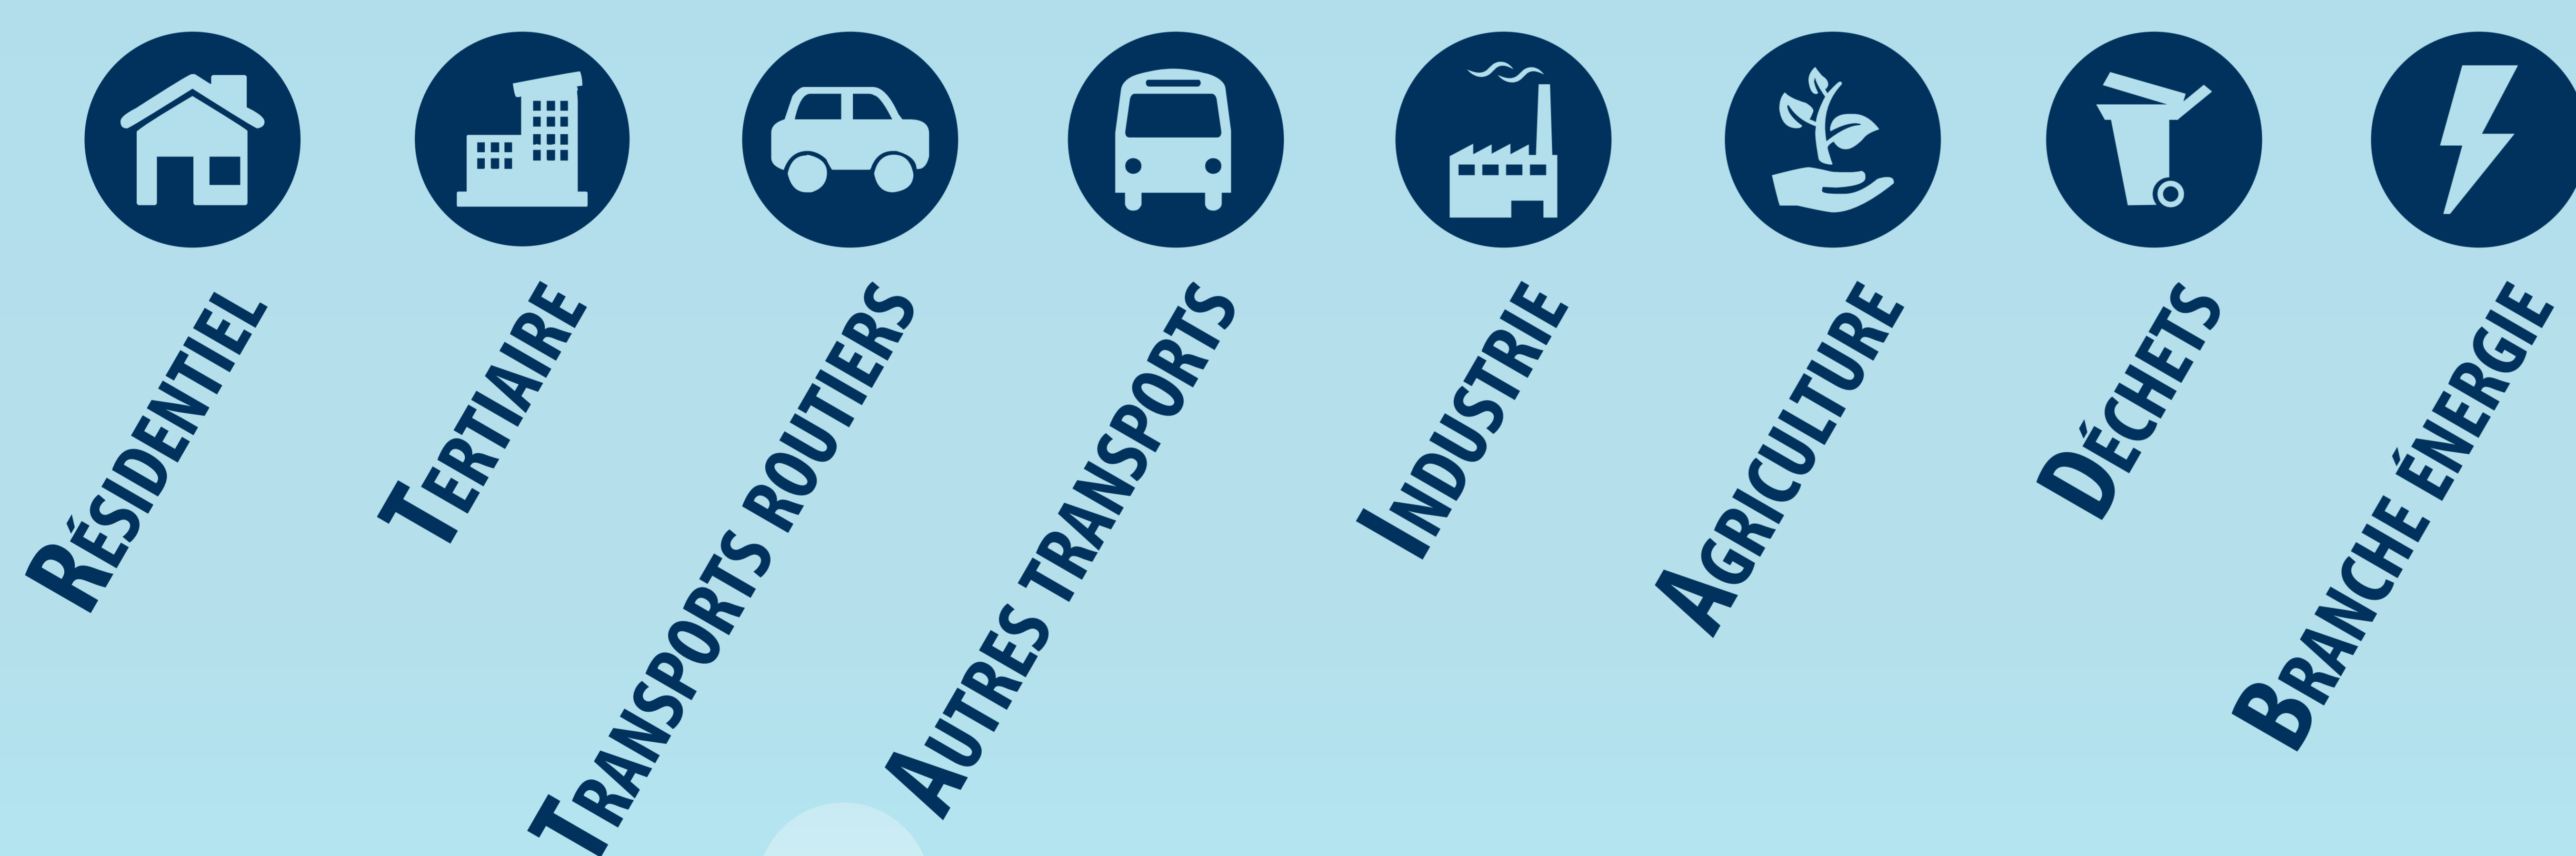 Résidentiel
Tertiaire
Transports routiers
Autres transports
Industrie
Agriculture
Déchets
Branche énergie